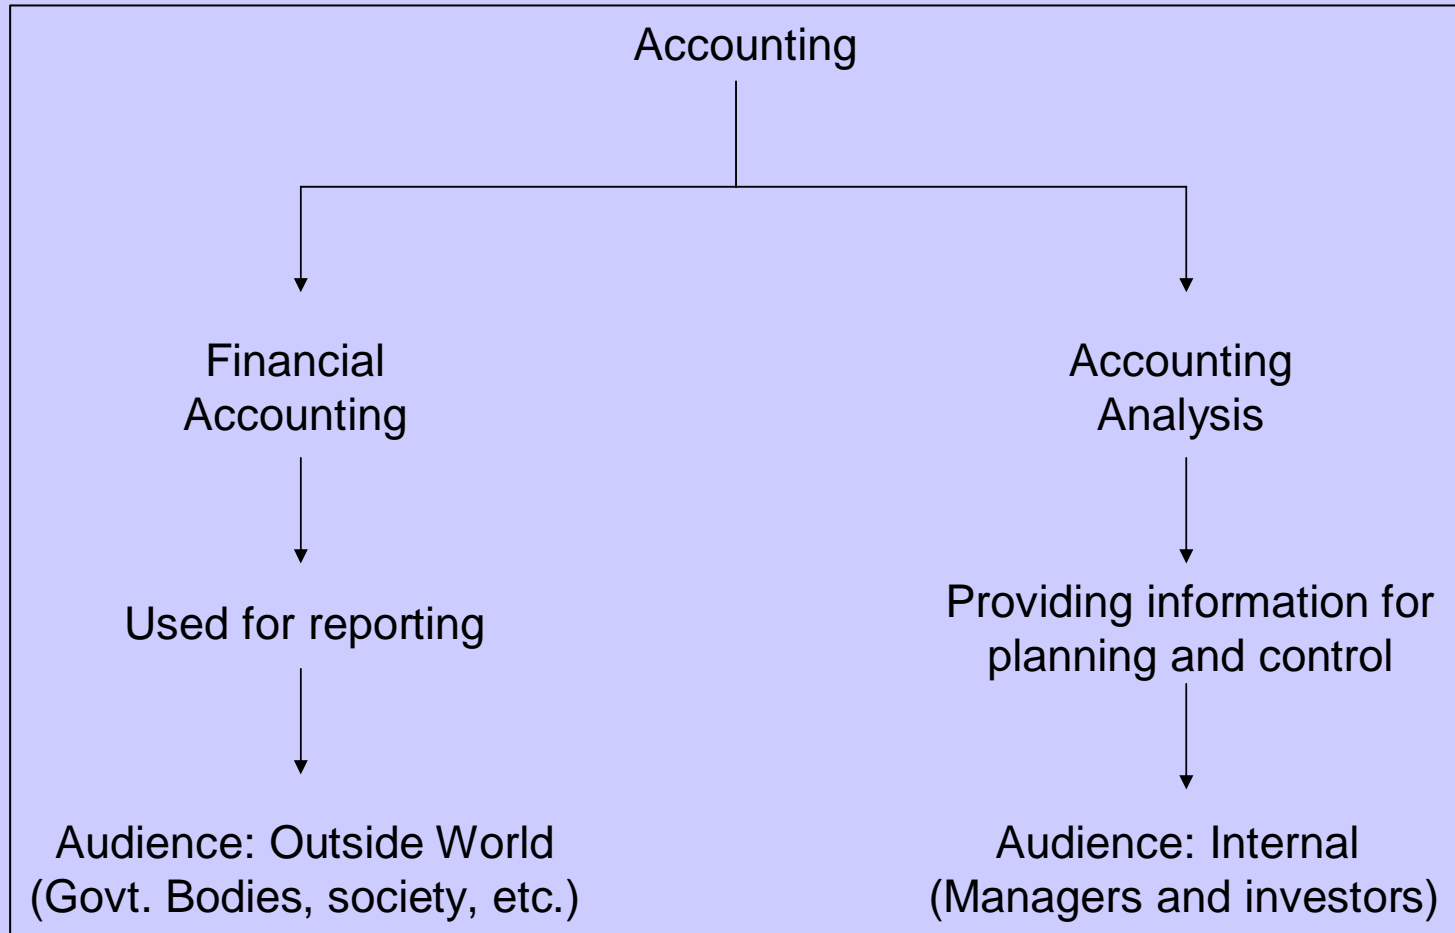 Accounting
Financial
Accounting
Accounting
Analysis
Used for reporting
Providing information for
planning and control
Audience: Outside World
(Govt. Bodies, society, etc.)
Audience: Internal
(Managers and investors)